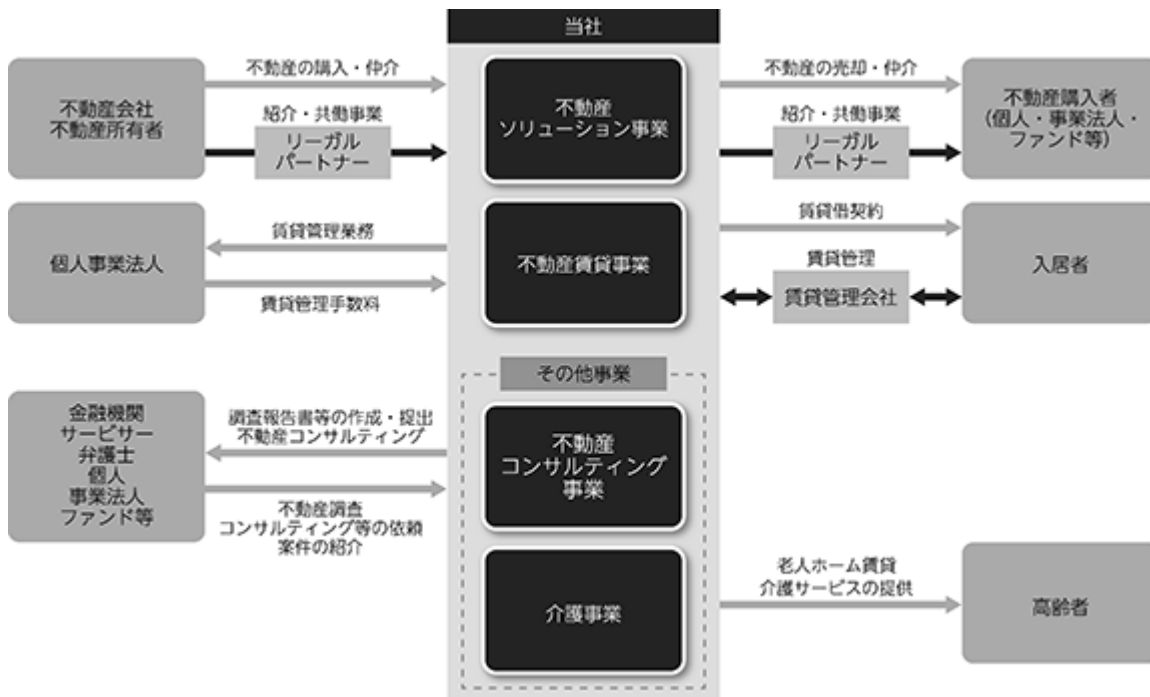 当社
不動産会社
不動産所有者
不動産の購入・仲介
紹介・共働事業
リーガル
パートナー
不動産
ソリューション事業
不動産の売却・仲介
紹介・共働事業
リーガル
パートナー
不動産購入者
(個人・事業法人・
ファンド等)
個人事業法人
賃貸管理業務
賃貸管理手数料
不動産賃貸事業
賃貸借契約
賃貸管理
賃貸管理会社
入居者
その他事業
金融機関
サービサー
弁護士
個人
事業法人
ファンド等
調査報告書等の作成・提出
不動産コンサルティング
不動産調査
コンサルティング等の依頼
案件の紹介
不動産
コンサルティング
事業
介護事業
老人ホーム賃貸
介護サービスの提供
高齢者